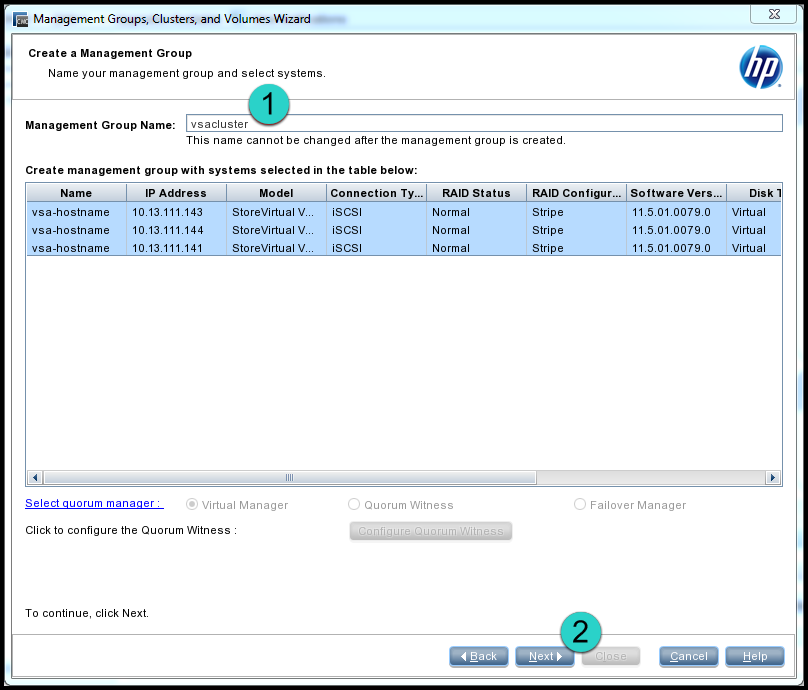 CMC Management Groups, Clusters, and Volumes Wizard
Create a Management Group
Name your management group and select systems.
hp
1
Management Group Name: vsacluster
This name cannot be changed after the management group is created.
Create management group with systems selected in the table below:
Name IP Address Model Connection Ty... RAID Status RAID Configur... Software Vers... Disk T
vsa-hostname 10.13.111.143 StoreVirtual V... iSCSI Normal Stripe 11.5.01.0079.0 Virtual
vsa-hostname 10.13.111.144 StoreVirtual V... iSCSI Normal Stripe 11.5.01.0079.0 Virtual
vsa-hostname 10.13.111.141 StoreVirtual V... iSCSI Normal Stripe 11.5.01.0079.0 Virtual
Select quorum manager : Virtual Manager Quorum Witness Failover Manager
Click to configure the Quorum Witness : Configure Quorum Witness
To continue, click Next.
2
Back Next Close Cancel Help